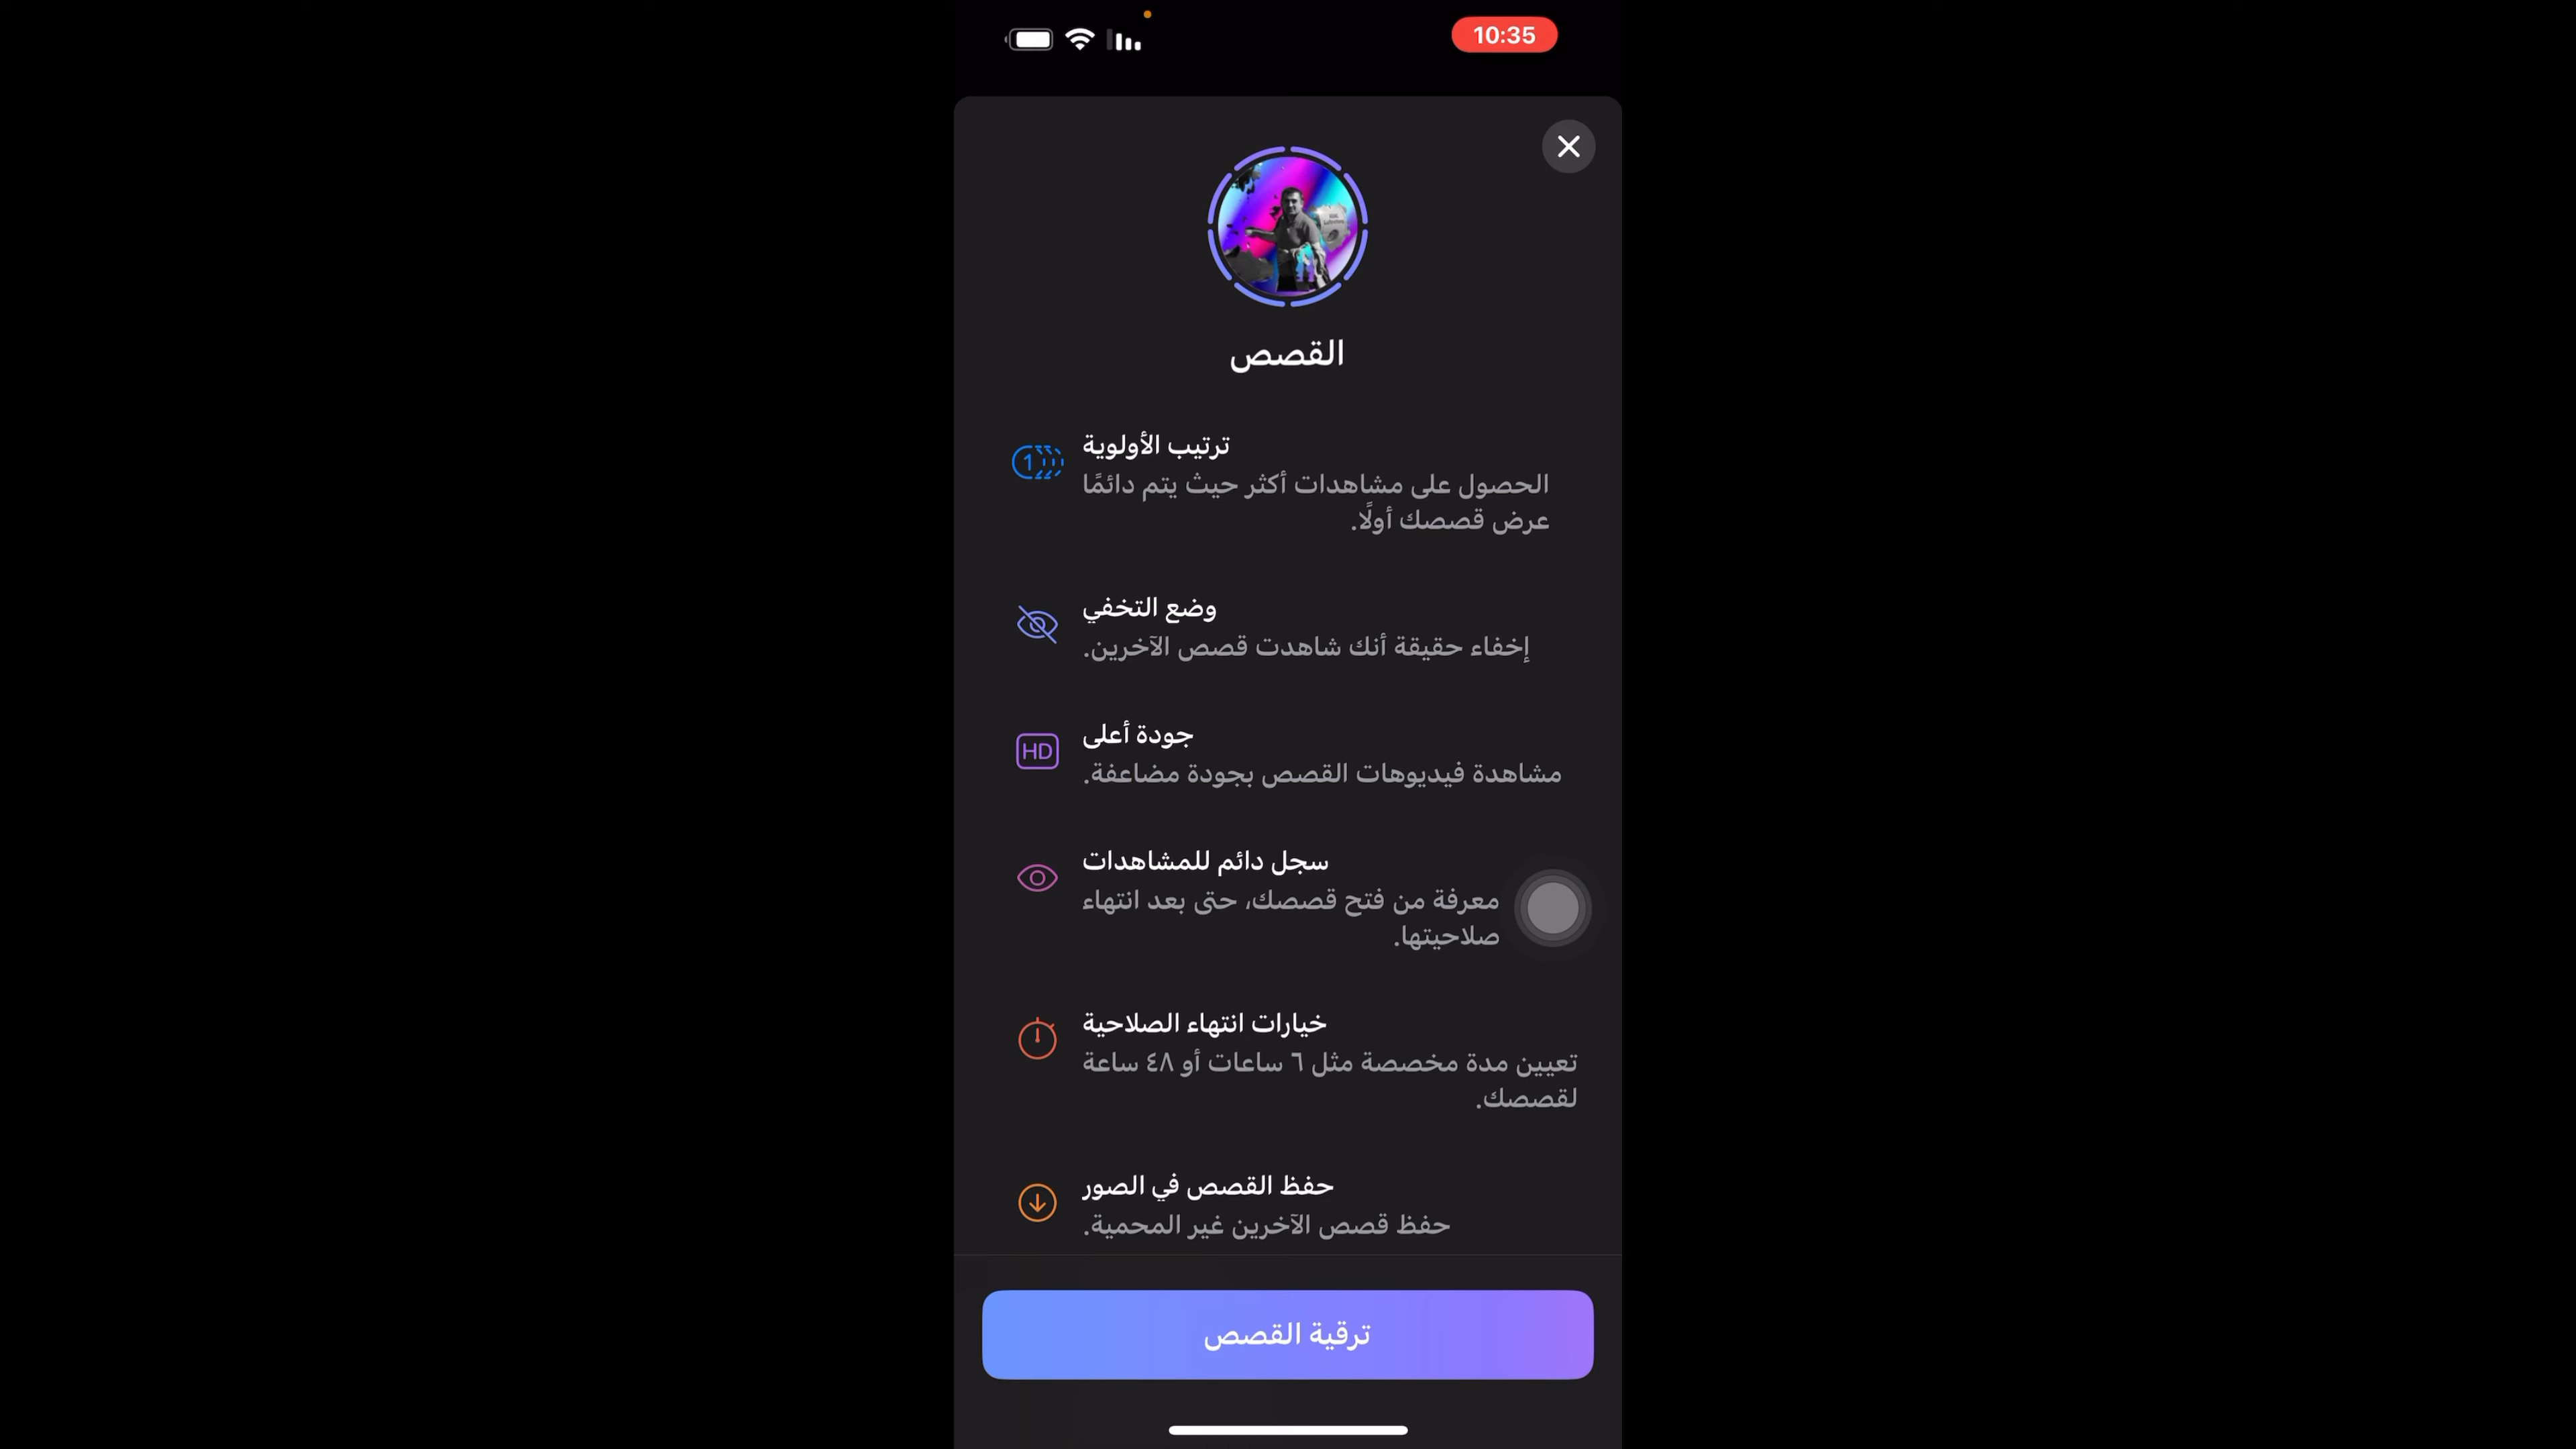 10:35
القصص
1
ترتيب الأولوية
الحصول على مشاهدات أكثر حيث يتم دائمًا
عرض قصصك أولًا.
وضع التخفي
إخفاء حقيقة أنك شاهدت قصص الآخرين.
HD
جودة أعلى
مشاهدة فيديوهات القصص بجودة مضاعفة.
سجل دائم للمشاهدات
معرفة من فتح قصصك، حتى بعد انتهاء
صلاحيتها.
خيارات انتهاء الصلاحية
تعيين مدة مخصصة مثل ٦ ساعات أو ٤٨ ساعة
لقصصك.
حفظ القصص في الصور
حفظ قصص الآخرين غير المحمية.
ترقية القصص